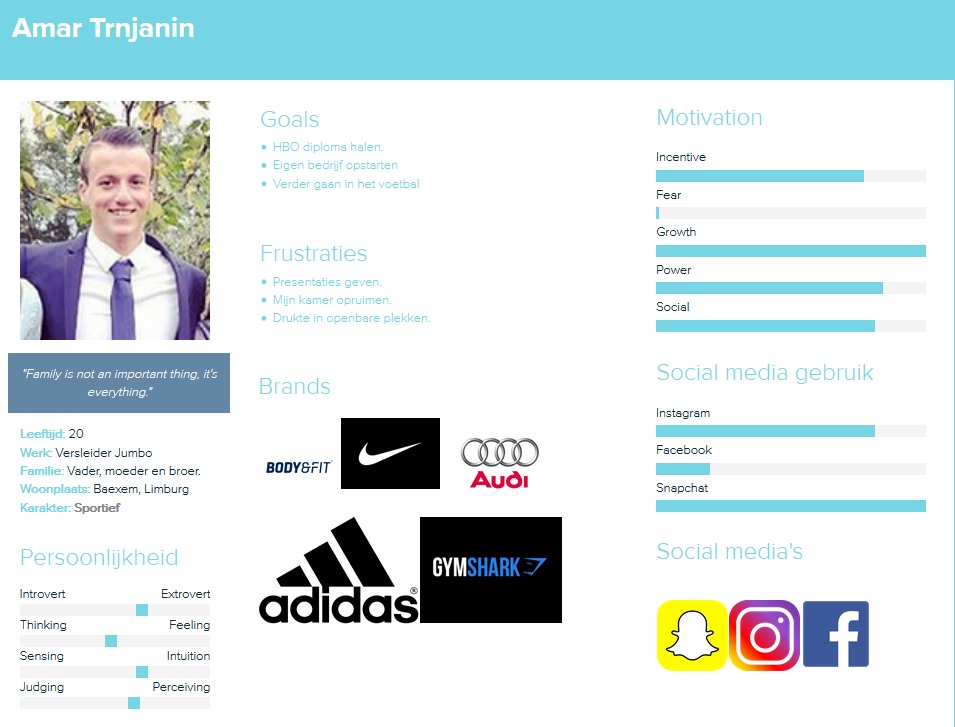 Amar Trnjanin
"Family is not an important thing, it's
everything."
Leeftijd: 20
Werk: Versleider Jumbo
Familie: Vader, moeder en broer.
Woonplaats: Baexem, Limburg
Karakter: Sportief
Persoonlijkheid
Introvert Extrovert
Thinking Feeling
Sensing Intuition
Judging Perceiving
Goals
HBO diploma halen.
Eigen bedrijf opstarten
Verder gaan in het voetbal
Frustraties
Presentaties geven.
Mijn kamer opruimen.
Drukte in openbare plekken.
Brands
BODY&FIT
Audi
adidas®
GYMSHARK
Motivation
Incentive
Fear
Growth
Power
Social
Social media gebruik
Instagram
Facebook
Snapchat
Social media's
f